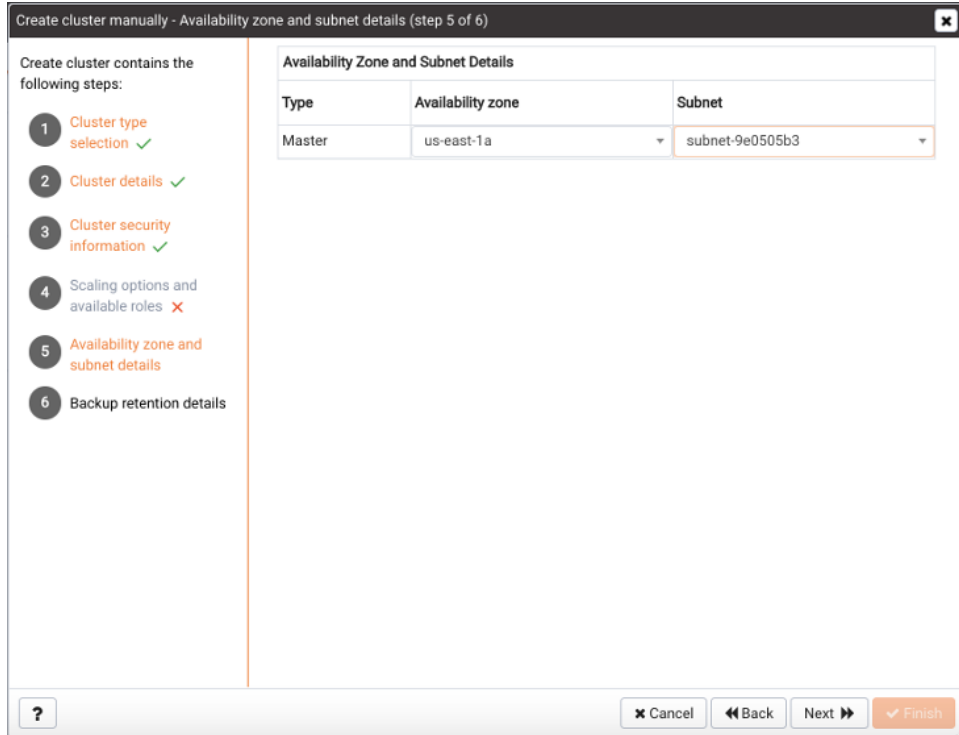 Create cluster manually - Availability zone and subnet details (step 5 of 6)
Create cluster contains the
following steps:
1 Cluster type
selection
2 Cluster details
3 Cluster security
information
4 Scaling options and
available roles
5 Availability zone and
subnet details
6 Backup retention details
Availability Zone and Subnet Details
Type Availability zone Subnet
Master us-east-1a subnet-9e0505b3
? Cancel Back Next Finish